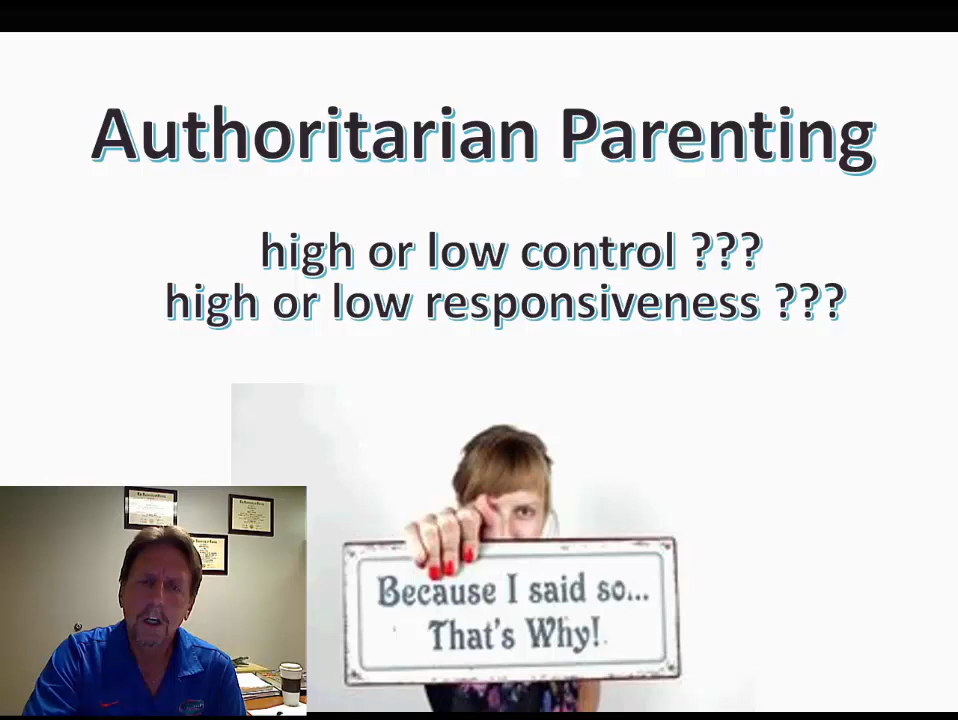 Authoritarian Parenting
high or low control ???
high or low responsiveness ???
Because I said so...
That's Why!